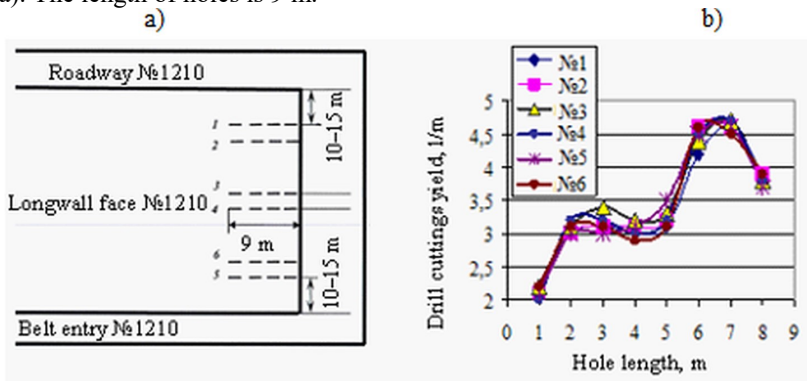 a). The length of holes is 9 m.
a)
b)
Roadway №1210
1
2
3
4
6
5
Longwall face №1210
9 m
10–15 m
10–15 m
Belt entry №1210
№1
№2
№3
№4
№5
№6
Drill cuttings yield, l/m
5
4,5
4
3,5
3
2,5
2
0 1 2 3 4 5 6 7 8 9
Hole length, m